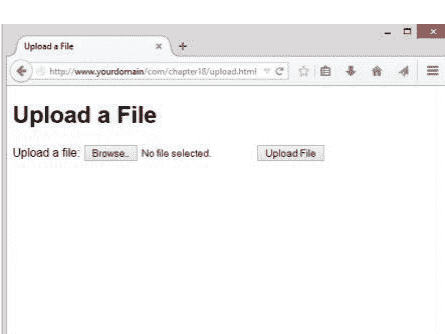 Upload a File
http://www.yourdomain/com/chapter18/upload.html
Upload a File
Upload a file: Browse.. No file selected. Upload File